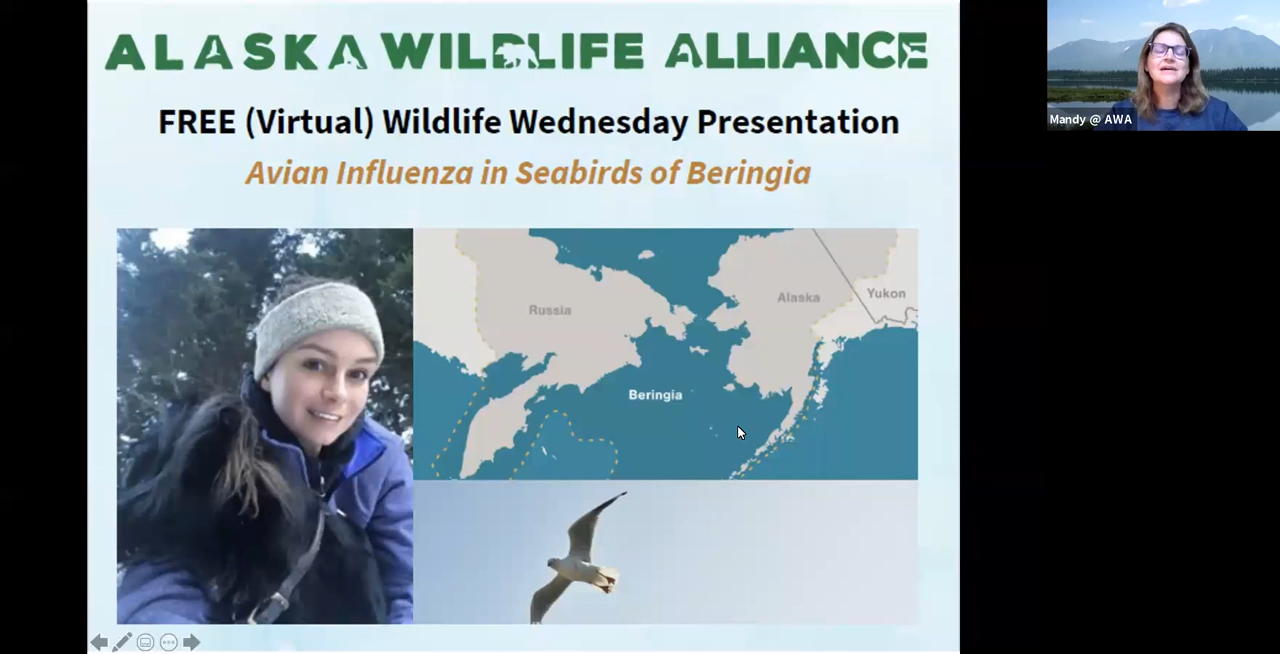 ALASKA WILDLIFE ALLIANCE
FREE (Virtual) Wildlife Wednesday Presentation
Avian Influenza in Seabirds of Beringia
Russia
Alaska
Yukon
Beringia
Mandy @ AWA